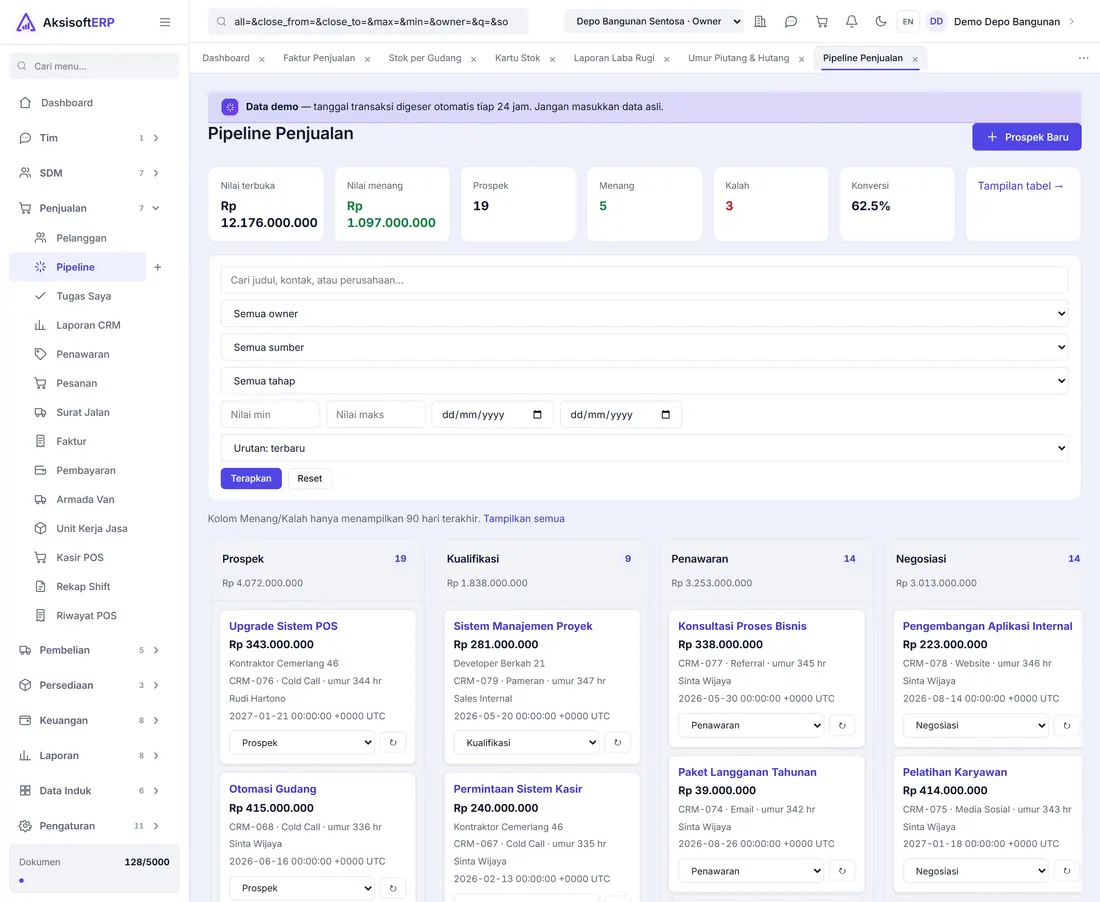 AksisoftERP
all=&close_from=&close_to=&max=&min=&owner=&q=&so
Depo Bangunan Sentosa · Owner
EN
DD
Demo Depo Bangunan
Dashboard ×
Faktur Penjualan ×
Stok per Gudang ×
Kartu Stok ×
Laporan Laba Rugi ×
Umur Piutang & Hutang ×
Pipeline Penjualan ×
Cari menu...
Dashboard
Tim 1
SDM 7
Penjualan 7
Pelanggan
Pipeline +
Tugas Saya
Laporan CRM
Penawaran
Pesanan
Surat Jalan
Faktur
Pembayaran
Armada Van
Unit Kerja Jasa
Kasir POS
Rekap Shift
Riwayat POS
Pembelian 5
Persediaan 3
Keuangan 8
Laporan 8
Data Induk 6
Pengaturan 11
Dokumen 128/5000
Data demo — tanggal transaksi digeser otomatis tiap 24 jam. Jangan masukkan data asli.
Pipeline Penjualan
+ Prospek Baru
Nilai terbuka
Rp
12.176.000.000
Nilai menang
Rp
1.097.000.000
Prospek
19
Menang
5
Kalah
3
Konversi
62.5%
Tampilan tabel →
Cari judul, kontak, atau perusahaan...
Semua owner
Semua sumber
Semua tahap
Nilai min
Nilai maks
dd/mm/yyyy
dd/mm/yyyy
Urutan: terbaru
Terapkan
Reset
Kolom Menang/Kalah hanya menampilkan 90 hari terakhir. Tampilkan semua
Prospek 19
Rp 4.072.000.000
Upgrade Sistem POS
Rp 343.000.000
Kontraktor Cemerlang 46
CRM-076 · Cold Call · umur 344 hr
Rudi Hartono
2027-01-21 00:00:00 +0000 UTC
Prospek ↻
Otomasi Gudang
Rp 415.000.000
CRM-068 · Cold Call · umur 336 hr
Sinta Wijaya
2026-06-16 00:00:00 +0000 UTC
Prospek ↻
Kualifikasi 9
Rp 1.838.000.000
Sistem Manajemen Proyek
Rp 281.000.000
Developer Berkah 21
CRM-079 · Pameran · umur 347 hr
Sales Internal
2026-05-20 00:00:00 +0000 UTC
Kualifikasi ↻
Permintaan Sistem Kasir
Rp 240.000.000
Kontraktor Cemerlang 46
CRM-067 · Cold Call · umur 335 hr
Sinta Wijaya
2026-02-13 00:00:00 +0000 UTC
Penawaran 14
Rp 3.253.000.000
Konsultasi Proses Bisnis
Rp 338.000.000
CRM-077 · Referral · umur 345 hr
Sinta Wijaya
2026-05-30 00:00:00 +0000 UTC
Penawaran ↻
Paket Langganan Tahunan
Rp 39.000.000
CRM-074 · Email · umur 342 hr
Sinta Wijaya
2026-08-26 00:00:00 +0000 UTC
Penawaran ↻
Negosiasi 14
Rp 3.013.000.000
Pengembangan Aplikasi Internal
Rp 223.000.000
CRM-078 · Website · umur 346 hr
Sinta Wijaya
2026-08-14 00:00:00 +0000 UTC
Negosiasi ↻
Pelatihan Karyawan
Rp 414.000.000
CRM-075 · Media Sosial · umur 343 hr
Sinta Wijaya
2027-01-18 00:00:00 +0000 UTC
Negosiasi ↻